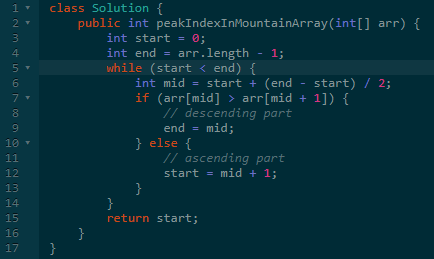 1 class Solution {
2     public int peakIndexInMountainArray(int[] arr) {
3         int start = 0;
4         int end = arr.length - 1;
5         while (start < end) {
6             int mid = start + (end - start) / 2;
7             if (arr[mid] > arr[mid + 1]) {
8                 // descending part
9                 end = mid;
10             } else {
11                 // ascending part
12                 start = mid + 1;
13             }
14         }
15         return start;
16     }
17 }